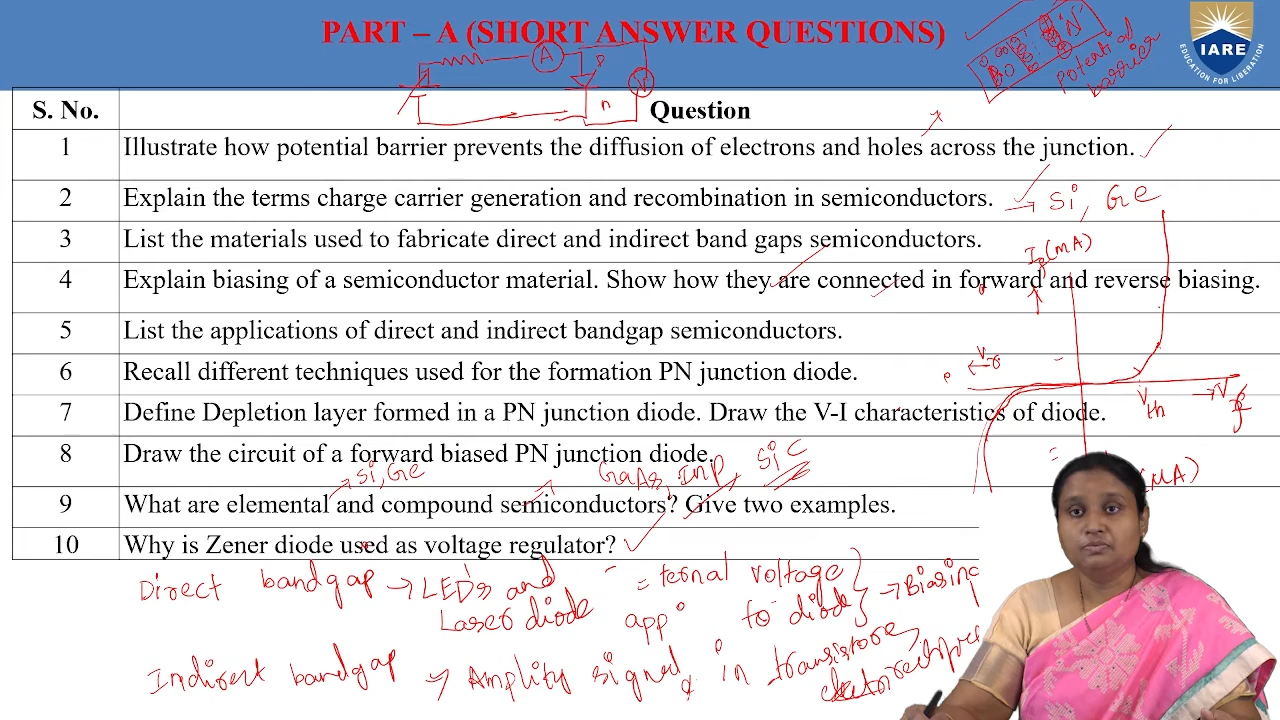 PART – A (SHORT ANSWER QUESTIONS)
IARE
EDUCATION FOR LIBERATION
A
P
V
n
N
Potential
barrier
S. No. Question
1 Illustrate how potential barrier prevents the diffusion of electrons and holes across the junction.
2 Explain the terms charge carrier generation and recombination in semiconductors.
Si, Ge
3 List the materials used to fabricate direct and indirect band gaps semiconductors.
4 Explain biasing of a semiconductor material. Show how they are connected in forward and reverse biasing.
5 List the applications of direct and indirect bandgap semiconductors.
6 Recall different techniques used for the formation PN junction diode.
7 Define Depletion layer formed in a PN junction diode. Draw the V-I characteristics of diode.
8 Draw the circuit of a forward biased PN junction diode.
Si, Ge
GaAs, InP, SiC
9 What are elemental and compound semiconductors? Give two examples.
10 Why is Zener diode used as voltage regulator?
Vth
Direct bandgap → LED's and
Laser diode
ternal voltage
app to diode
→ Biasing
Indirect bandgap → Amplify signal in transistors